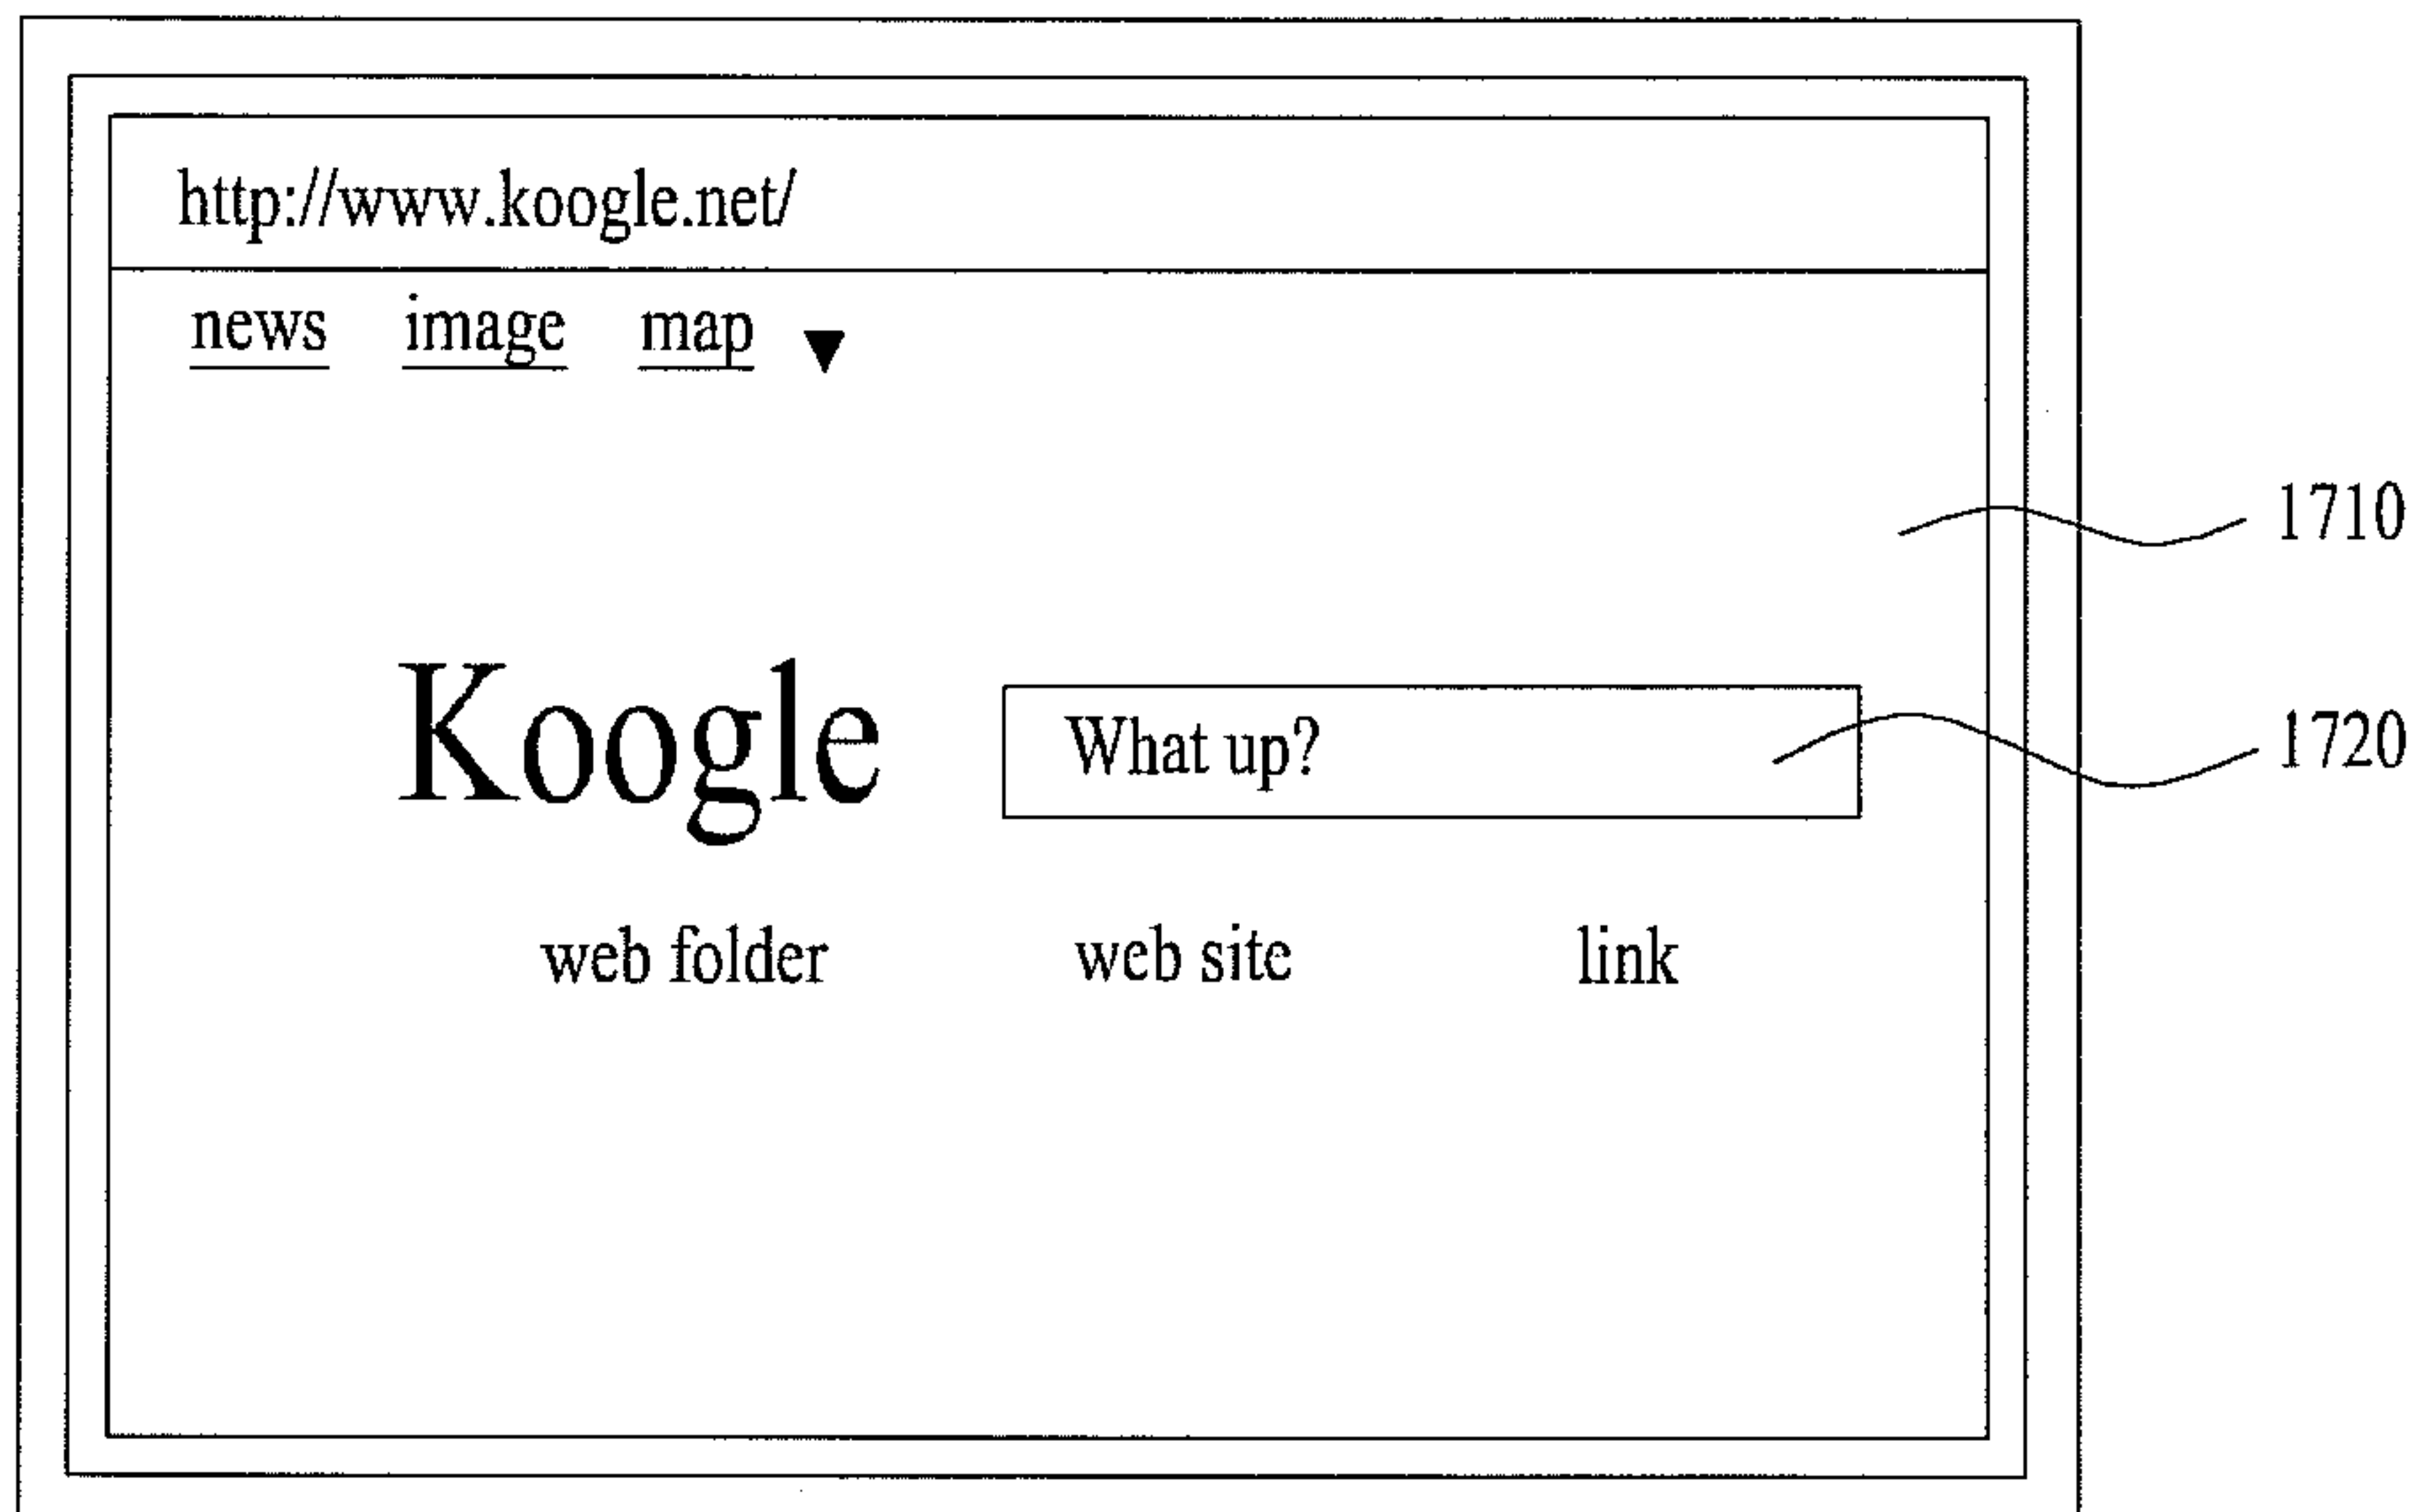 http://www.koogle.net/
news image map ▼
1710
Koogle What up? 1720
web folder web site link